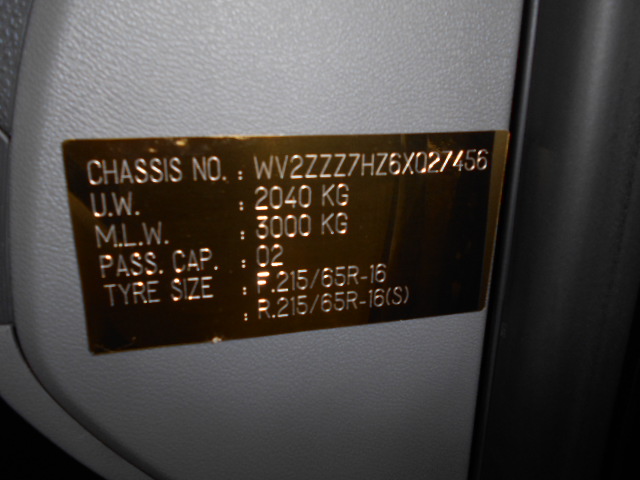 CHASSIS NO. : WV2ZZZ7HZ6X027456
U.W. : 2040 KG
M.L.W. : 3000 KG
PASS. CAP. : 02
TYRE SIZE : F.215/65R-16
: R.215/65R-16(S)